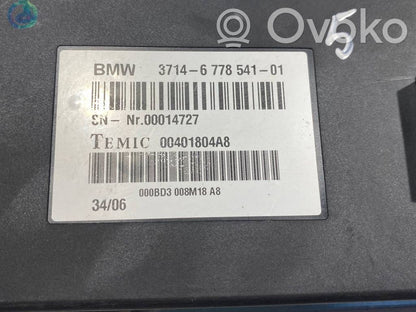 Ovoko
5
BMW 3714-6 778 541-01
SN- Nr.00014727
TEMIC 00401804A8
000BD3 008M18 A8
34/06